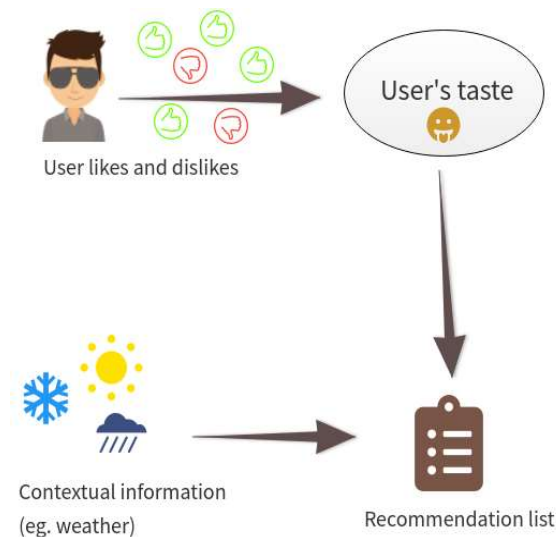 User's taste
User likes and dislikes
Contextual information
(eg. weather)
Recommendation list